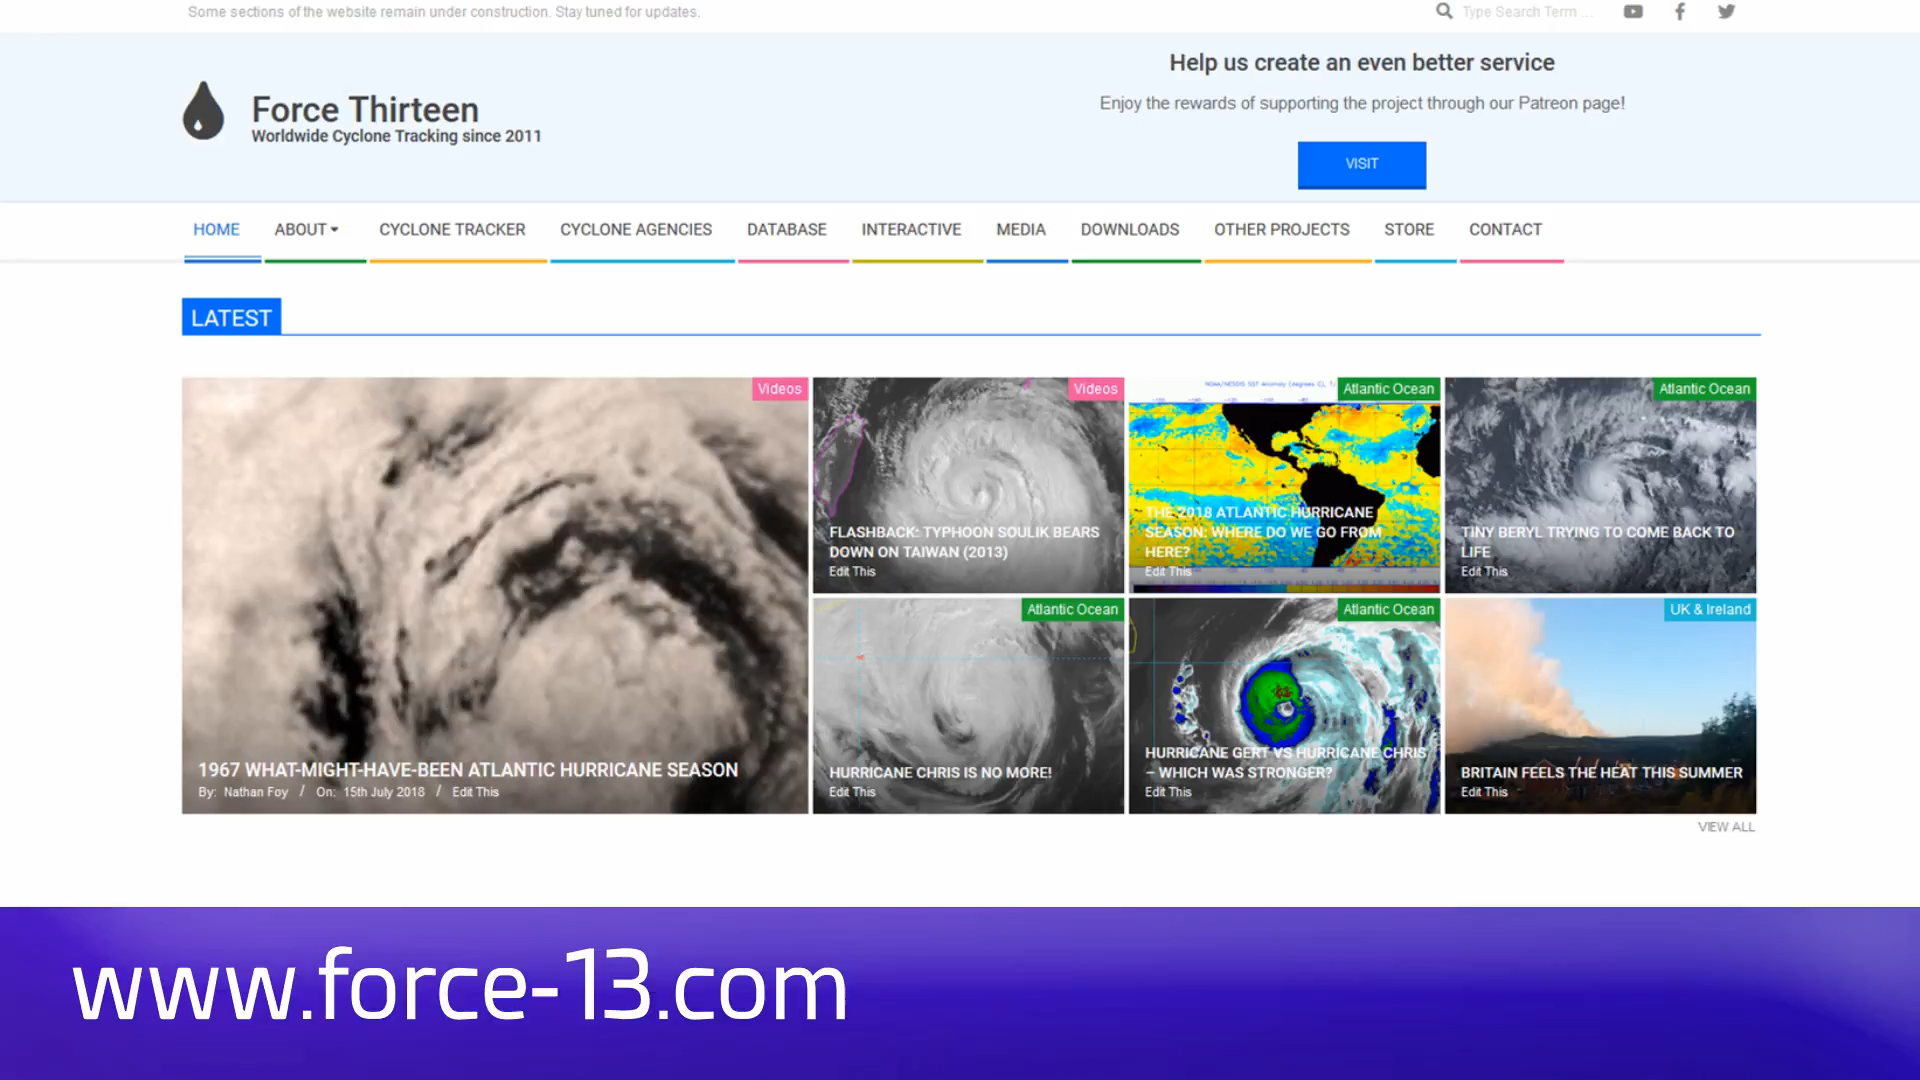 Some sections of the website remain under construction. Stay tuned for updates.
Type Search Term ...
Force Thirteen
Worldwide Cyclone Tracking since 2011
Help us create an even better service
Enjoy the rewards of supporting the project through our Patreon page!
VISIT
HOME ABOUT CYCLONE TRACKER CYCLONE AGENCIES DATABASE INTERACTIVE MEDIA DOWNLOADS OTHER PROJECTS STORE CONTACT
LATEST
Videos
1967 WHAT-MIGHT-HAVE-BEEN ATLANTIC HURRICANE SEASON
By: Nathan Foy / On: 15th July 2018 / Edit This
Videos
FLASHBACK: TYPHOON SOULIK BEARS
DOWN ON TAIWAN (2013)
Edit This
NOAA/NESDIS SST Anomaly (degrees C),
Atlantic Ocean
THE 2018 ATLANTIC HURRICANE
SEASON: WHERE DO WE GO FROM
HERE?
Edit This
Atlantic Ocean
TINY BERYL TRYING TO COME BACK TO
LIFE
Edit This
Atlantic Ocean
HURRICANE CHRIS IS NO MORE!
Edit This
Atlantic Ocean
HURRICANE GERT VS HURRICANE CHRIS
– WHICH WAS STRONGER?
Edit This
UK & Ireland
BRITAIN FEELS THE HEAT THIS SUMMER
Edit This
VIEW ALL
www.force-13.com